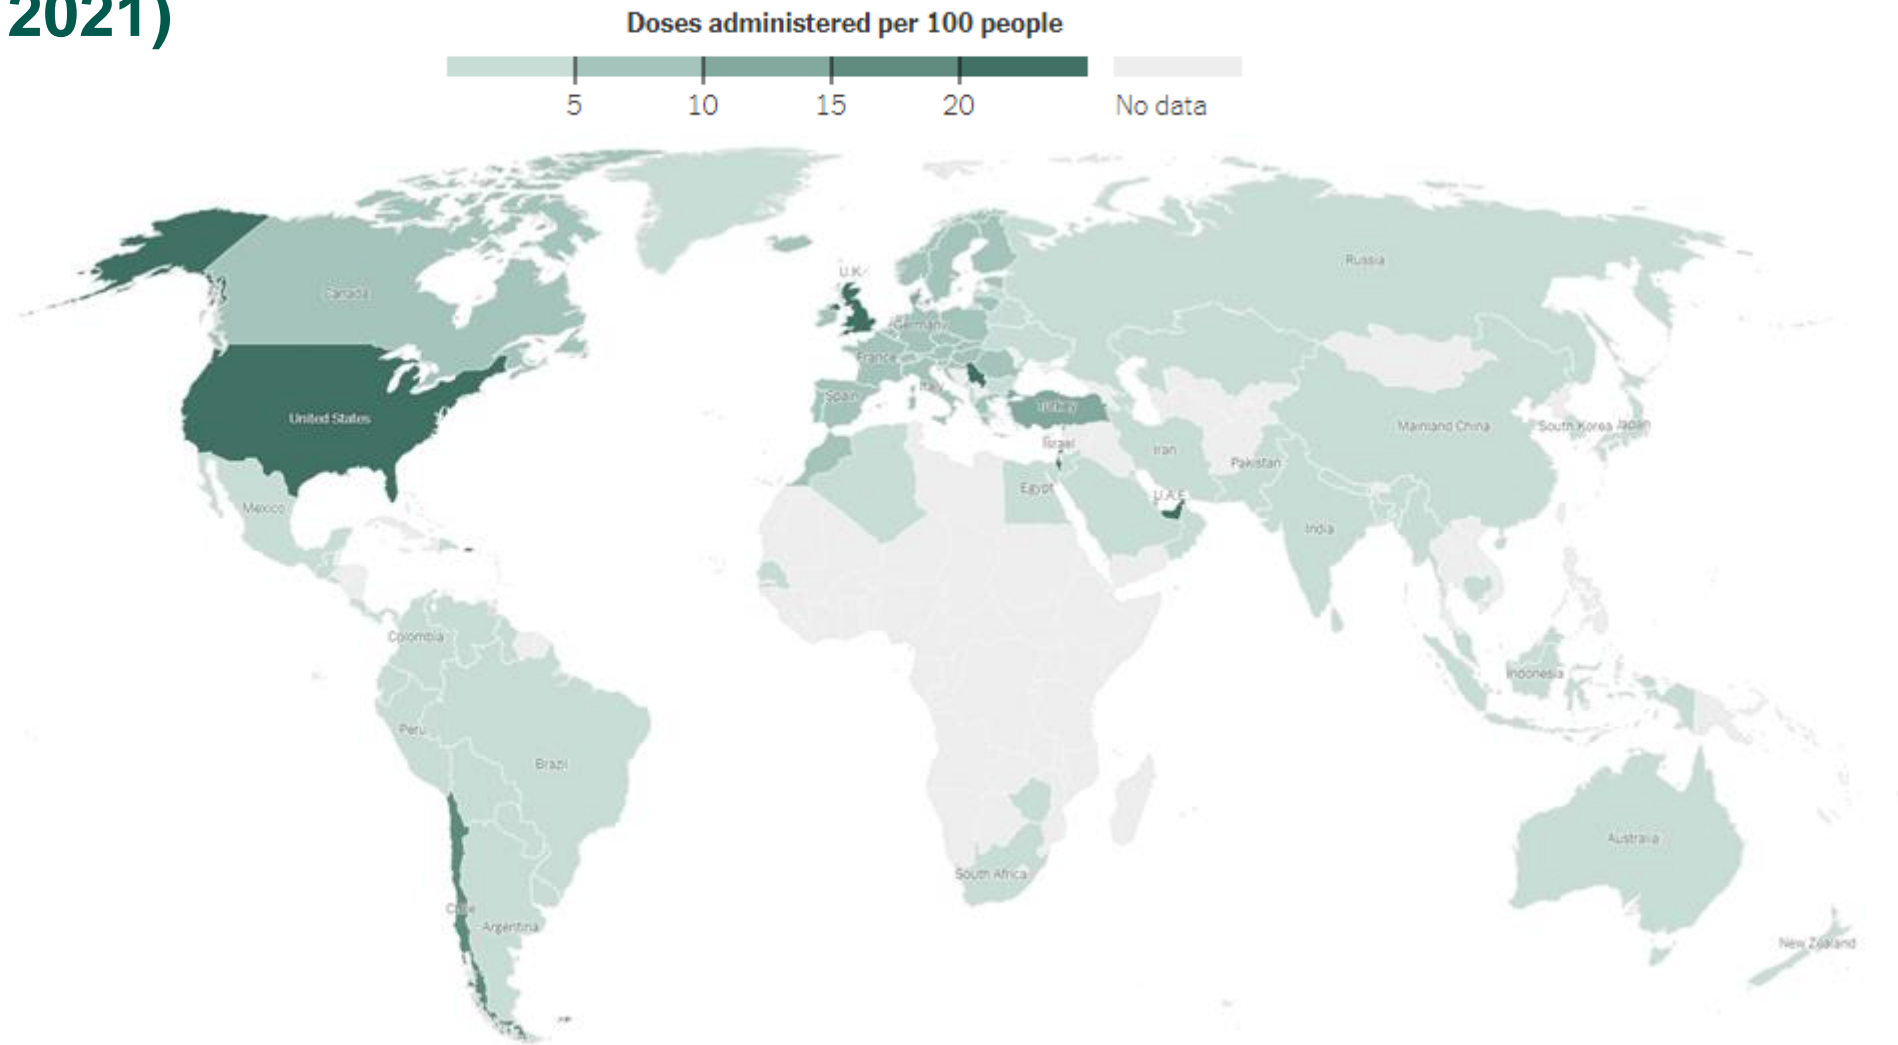 2021)
Doses administered per 100 people
5 10 15 20 No data
Russia
U.K.
Canada
Germany
France
Italy
Spain
Turkey
United States
Mainland China
South Korea
Japan
Israel
Iran
Pakistan
Egypt
U.A.E.
Mexico
India
Colombia
Indonesia
Peru
Brazil
Australia
South Africa
Chile
Argentina
New Zealand